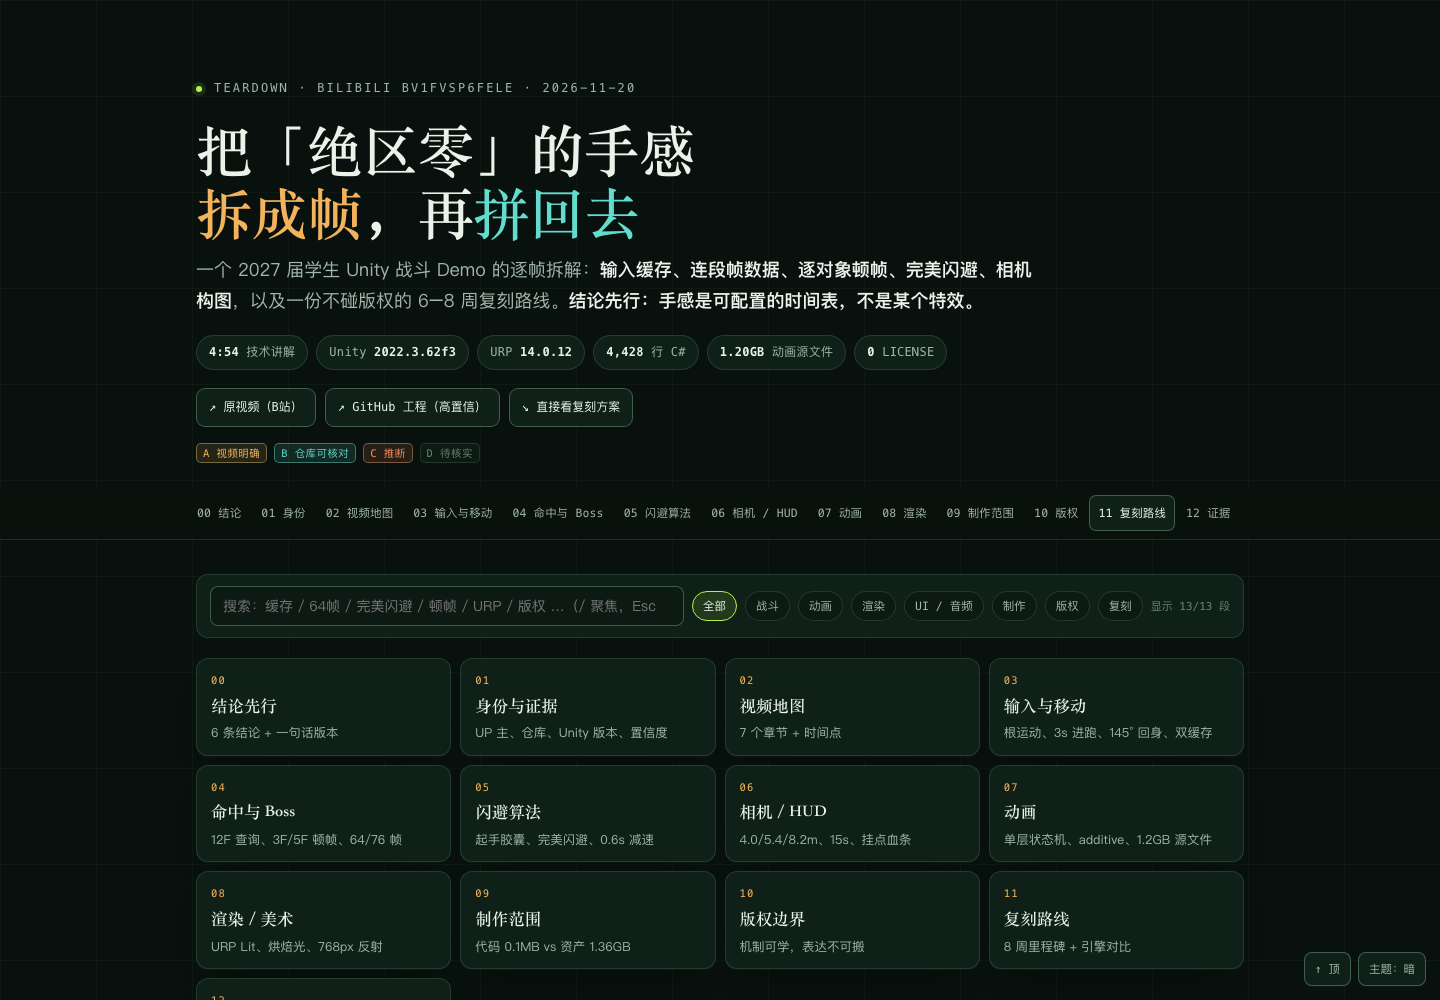 TEARDOWN · BILIBILI BV1FVSP6FELE · 2026-11-20
把「绝区零」的手感
拆成帧，再拼回去
一个 2027 届学生 Unity 战斗 Demo 的逐帧拆解：输入缓存、连段帧数据、逐对象顿帧、完美闪避、相机
构图，以及一份不碰版权的 6—8 周复刻路线。结论先行：手感是可配置的时间表，不是某个特效。
4:54 技术讲解
Unity 2022.3.62f3
URP 14.0.12
4,428 行 C#
1.20GB 动画源文件
0 LICENSE
↗ 原视频（B站）
↗ GitHub 工程（高置信）
↘ 直接看复刻方案
A 视频明确
B 仓库可核对
C 推断
D 待核实
00 结论
01 身份
02 视频地图
03 输入与移动
04 命中与 Boss
05 闪避算法
06 相机 / HUD
07 动画
08 渲染
09 制作范围
10 版权
11 复刻路线
12 证据
搜索：缓存 / 64帧 / 完美闪避 / 顿帧 / URP / 版权 …（/ 聚焦，Esc
全部
战斗
动画
渲染
UI / 音频
制作
版权
复刻
显示 13/13 段
00
结论先行
6 条结论 + 一句话版本
01
身份与证据
UP 主、仓库、Unity 版本、置信度
02
视频地图
7 个章节 + 时间点
03
输入与移动
根运动、3s 进跑、145° 回身、双缓存
04
命中与 Boss
12F 查询、3F/5F 顿帧、64/76 帧
05
闪避算法
起手胶囊、完美闪避、0.6s 减速
06
相机 / HUD
4.0/5.4/8.2m、15s、挂点血条
07
动画
单层状态机、additive、1.2GB 源文件
08
渲染 / 美术
URP Lit、烘焙光、768px 反射
09
制作范围
代码 0.1MB vs 资产 1.36GB
10
版权边界
机制可学，表达不可搬
11
复刻路线
8 周里程碑 + 引擎对比
12
↑ 顶
主题：暗